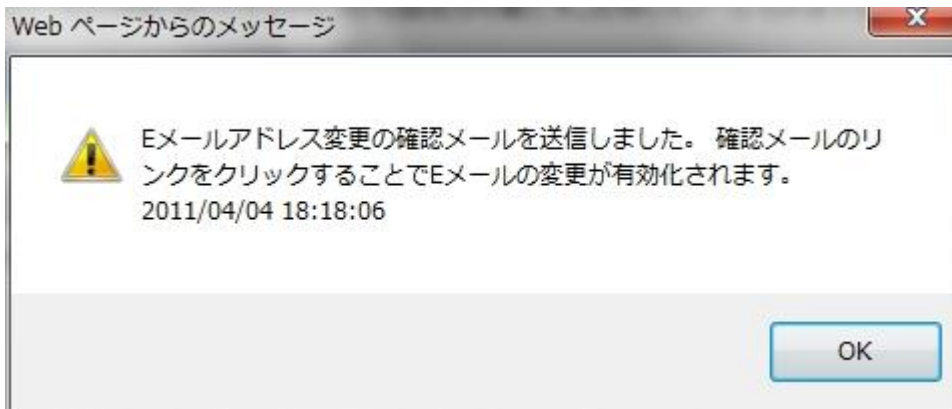 Web ページからのメッセージ
Eメールアドレス変更の確認メールを送信しました。 確認メールのリ
ンクをクリックすることでEメールの変更が有効化されます。
2011/04/04 18:18:06
OK